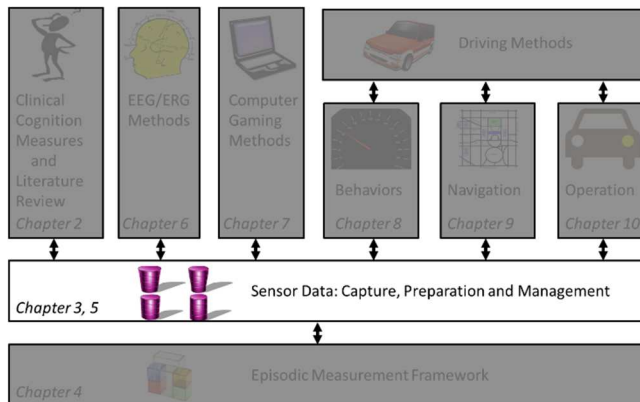 Clinical
Cognition
Measures
and
Literature
Review
Chapter 2
EEG/ERG
Methods
Chapter 6
Computer
Gaming
Methods
Chapter 7
Driving Methods
Behaviors
Chapter 8
Navigation
Chapter 9
Operation
Chapter 10
Sensor Data: Capture, Preparation and Management
Chapter 3, 5
Episodic Measurement Framework
Chapter 4